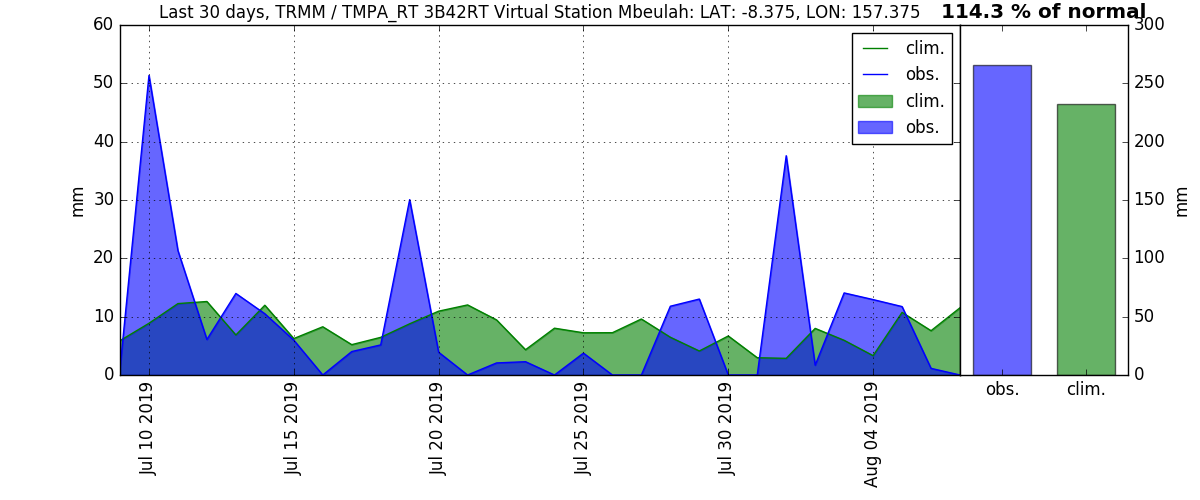 Last 30 days, TRMM / TMPA_RT 3B42RT Virtual Station Mbeulah: LAT: -8.375, LON: 157.375
114.3 % of normal
60
50
40
30
20
10
0
mm
clim.
obs.
clim.
obs.
300
250
200
150
100
50
0
mm
obs.
clim.
Jul 10 2019
Jul 15 2019
Jul 20 2019
Jul 25 2019
Jul 30 2019
Aug 04 2019